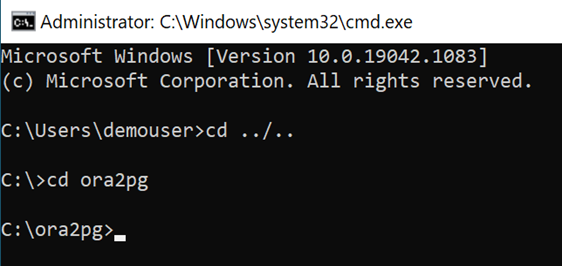 Administrator: C:\Windows\system32\cmd.exe
Microsoft Windows [Version 10.0.19042.1083]
(c) Microsoft Corporation. All rights reserved.
C:\Users\demouser>cd ../..
C:\>cd ora2pg
C:\ora2pg>